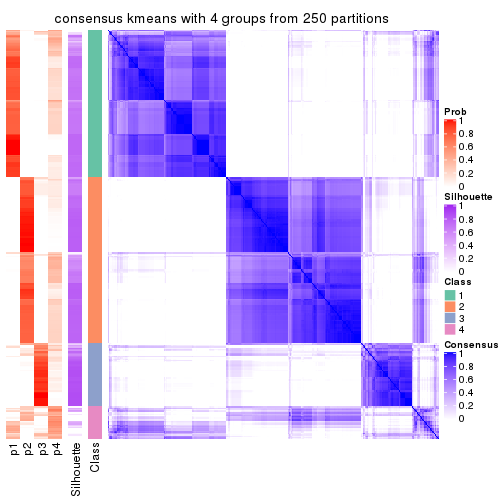 consensus kmeans with 4 groups from 250 partitions
Prob
1
0.8
0.6
0.4
0.2
0
Silhouette
1
0.8
0.6
0.4
0.2
0
Class
1
2
3
4
Consensus
1
0.8
0.6
0.4
0.2
0
p1
p2
p3
p4
Silhouette
Class